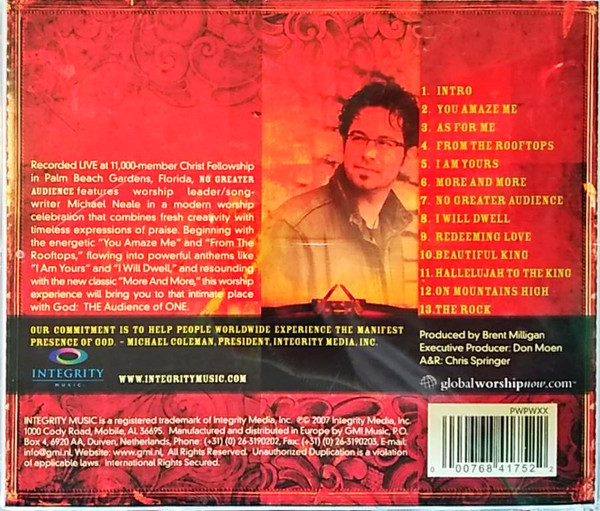 Recorded LIVE at 11,000-member Christ Fellowship
in Palm Beach Gardens, Florida, NO GREATER
AUDIENCE features worship leader/song-
writer Michael Neale in a modern worship
celebration that combines fresh creativity with
timeless expressions of praise. Beginning with
the energetic "You Amaze Me" and "From The
Rooftops," flowing into powerful anthems like
"I Am Yours" and "I Will Dwell," and resounding
with the new classic "More And More," this worship
experience will bring you to that intimate place
with God: THE Audience of ONE.
1. INTRO
2. YOU AMAZE ME
3. AS FOR ME
4. FROM THE ROOFTOPS
5. I AM YOURS
6. MORE AND MORE
7. NO GREATER AUDIENCE
8. I WILL DWELL
9. REDEEMING LOVE
10.BEAUTIFUL KING
11. HALLELUJAH TO THE KING
12.ON MOUNTAINS HIGH
13.THE ROCK
OUR COMMITMENT IS TO HELP PEOPLE WORLDWIDE EXPERIENCE THE MANIFEST
PRESENCE OF GOD. - MICHAEL COLEMAN, PRESIDENT, INTEGRITY MEDIA, INC.
INTEGRITY
MUSIC.
WWW.INTEGRITYMUSIC.COM
Produced by Brent Milligan
Executive Producer: Don Moen
A&R: Chris Springer
globalworshipnow.com™
INTEGRITY MUSIC is a registered trademark of Integrity Media, Inc. ℗© 2007 Integrity Media, Inc.
1000 Cody Road, Mobile, AL 36695. Manufactured and distributed in Europe by GMI Music, P.O.
Box 4, 6920 AA, Duiven, Netherlands, Phone: (+31) (0) 26-3190202, Fax: (+31) (0) 26-3190203, E-mail:
info@gmi.nl, Website: www.gmi.nl, All Rights Reserved. Unauthorized Duplication is a violation
of applicable laws. International Rights Secured.
PWPWXX
0 00768 41752 2